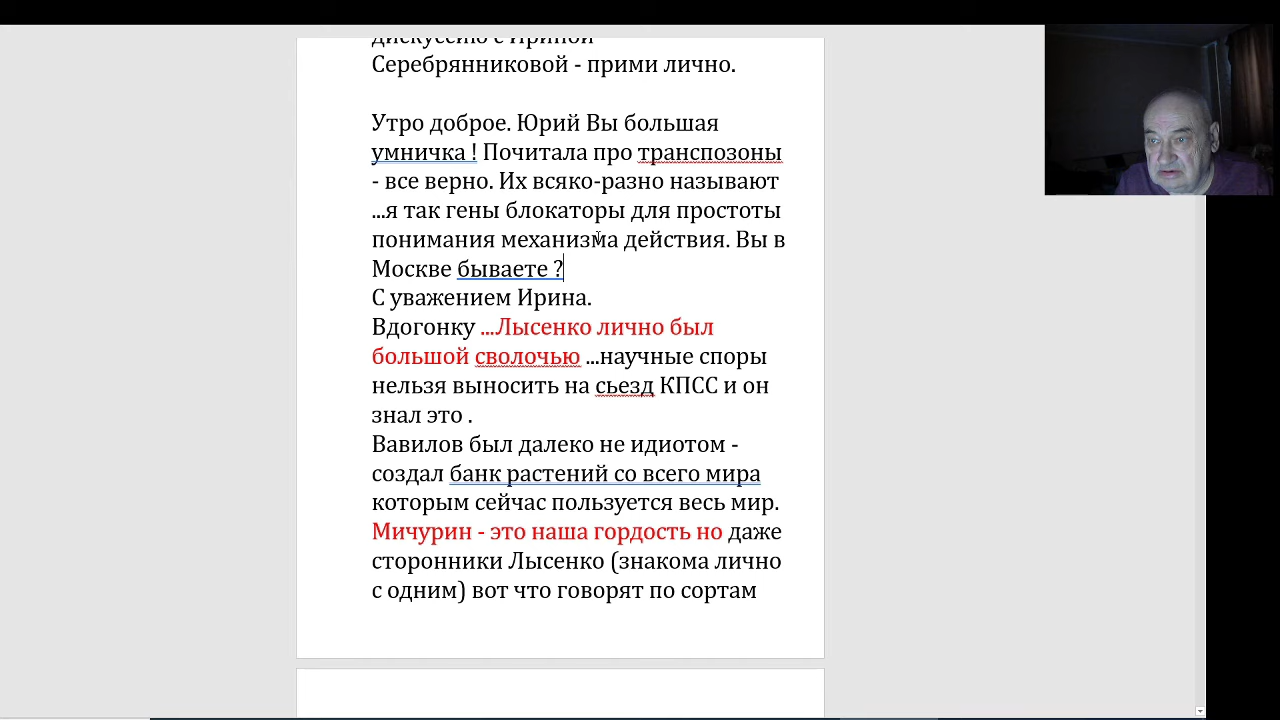 дискуссию с Ириной
Серебрянниковой - прими лично.
Утро доброе. Юрий Вы большая
умничка ! Почитала про транспозоны
- все верно. Их всяко-разно называют
...я так гены блокаторы для простоты
понимания механизма действия. Вы в
Москве бываете ?
С уважением Ирина.
Вдогонку ...Лысенко лично был
большой сволочью ...научные споры
нельзя выносить на сьезд КПСС и он
знал это .
Вавилов был далеко не идиотом -
создал банк растений со всего мира
которым сейчас пользуется весь мир.
Мичурин - это наша гордость но даже
сторонники Лысенко (знакома лично
с одним) вот что говорят по сортам